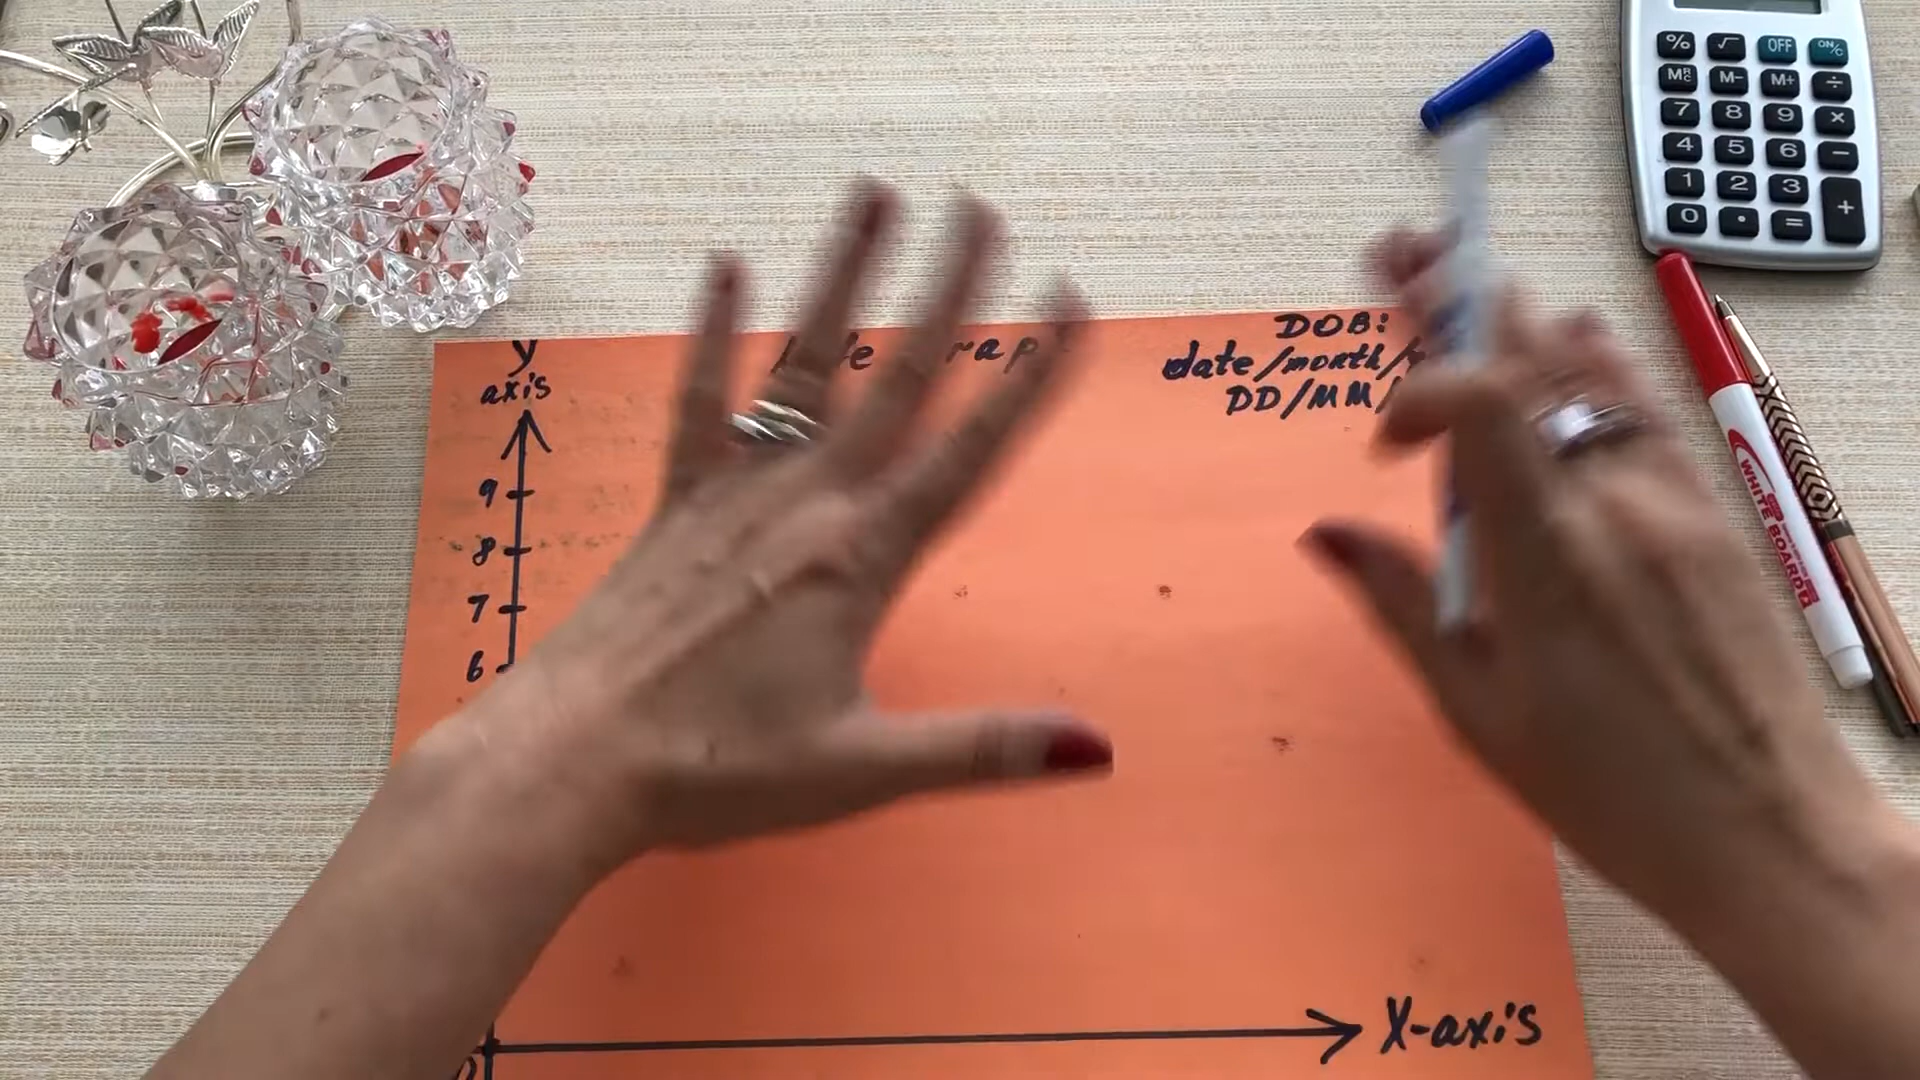 % √ OFF ON/C
MRC M- M+ ÷
7 8 9 ×
4 5 6 −
1 2 3
0 . = +
DOB:
date/month/
DD/MM/
y
axis
9
8
7
6
0
X-axis
WHITE BOARD